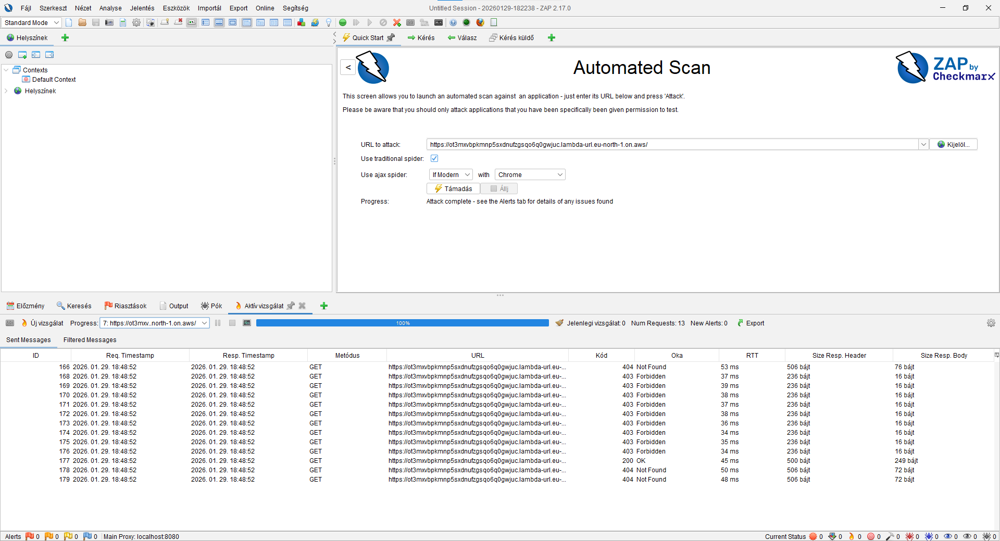 Fájl Szerkeszt Nézet Analyse Jelentés Eszközök Importál Export Online Segítség
Untitled Session - 20260129-182238 - ZAP 2.17.0
Standard Mode
Helyszínek
Quick Start Kérés Válasz Kérés küldő
Contexts
Default Context
Helyszínek
<
Automated Scan
ZAP by
Checkmarx
This screen allows you to launch an automated scan against an application - just enter its URL below and press 'Attack'.
Please be aware that you should only attack applications that you have been specifically been given permission to test.
URL to attack: https://ot3mxvbpkmnp5sxdnufzgsqo6q0gwjuc.lambda-url.eu-north-1.on.aws/ Kijelöl...
Use traditional spider:
Use ajax spider: If Modern with Chrome
Támadás Állj
Progress: Attack complete - see the Alerts tab for details of any issues found
Előzmény Keresés Riasztások Output Pók Aktív vizsgálat
Új vizsgálat Progress: 7: https://ot3mxv..north-1.on.aws/ 100% Jelenlegi vizsgálat: 0 Num Requests: 13 New Alerts: 0 Export
Sent Messages Filtered Messages
ID Req. Timestamp Resp. Timestamp Metódus URL Kód Oka RTT Size Resp. Header Size Resp. Body
166 2026. 01. 29. 18:48:52 2026. 01. 29. 18:48:52 GET https://ot3mxvbpkmnp5sxdnufzgsqo6q0gwjuc.lambda-url.eu-... 404 Not Found 53 ms 506 bájt 76 bájt
168 2026. 01. 29. 18:48:52 2026. 01. 29. 18:48:52 GET https://ot3mxvbpkmnp5sxdnufzgsqo6q0gwjuc.lambda-url.eu-... 403 Forbidden 37 ms 236 bájt 16 bájt
169 2026. 01. 29. 18:48:52 2026. 01. 29. 18:48:52 GET https://ot3mxvbpkmnp5sxdnufzgsqo6q0gwjuc.lambda-url.eu-... 403 Forbidden 39 ms 236 bájt 16 bájt
170 2026. 01. 29. 18:48:52 2026. 01. 29. 18:48:52 GET https://ot3mxvbpkmnp5sxdnufzgsqo6q0gwjuc.lambda-url.eu-... 403 Forbidden 38 ms 236 bájt 16 bájt
171 2026. 01. 29. 18:48:52 2026. 01. 29. 18:48:52 GET https://ot3mxvbpkmnp5sxdnufzgsqo6q0gwjuc.lambda-url.eu-... 403 Forbidden 37 ms 236 bájt 16 bájt
172 2026. 01. 29. 18:48:52 2026. 01. 29. 18:48:52 GET https://ot3mxvbpkmnp5sxdnufzgsqo6q0gwjuc.lambda-url.eu-... 403 Forbidden 38 ms 236 bájt 16 bájt
173 2026. 01. 29. 18:48:52 2026. 01. 29. 18:48:52 GET https://ot3mxvbpkmnp5sxdnufzgsqo6q0gwjuc.lambda-url.eu-... 403 Forbidden 36 ms 236 bájt 16 bájt
174 2026. 01. 29. 18:48:52 2026. 01. 29. 18:48:52 GET https://ot3mxvbpkmnp5sxdnufzgsqo6q0gwjuc.lambda-url.eu-... 403 Forbidden 34 ms 236 bájt 16 bájt
175 2026. 01. 29. 18:48:52 2026. 01. 29. 18:48:52 GET https://ot3mxvbpkmnp5sxdnufzgsqo6q0gwjuc.lambda-url.eu-... 403 Forbidden 35 ms 236 bájt 16 bájt
176 2026. 01. 29. 18:48:52 2026. 01. 29. 18:48:52 GET https://ot3mxvbpkmnp5sxdnufzgsqo6q0gwjuc.lambda-url.eu-... 403 Forbidden 34 ms 236 bájt 16 bájt
177 2026. 01. 29. 18:48:52 2026. 01. 29. 18:48:52 GET https://ot3mxvbpkmnp5sxdnufzgsqo6q0gwjuc.lambda-url.eu-... 200 OK 45 ms 500 bájt 249 bájt
178 2026. 01. 29. 18:48:52 2026. 01. 29. 18:48:52 GET https://ot3mxvbpkmnp5sxdnufzgsqo6q0gwjuc.lambda-url.eu-... 404 Not Found 50 ms 506 bájt 72 bájt
179 2026. 01. 29. 18:48:52 2026. 01. 29. 18:48:52 GET https://ot3mxvbpkmnp5sxdnufzgsqo6q0gwjuc.lambda-url.eu-... 404 Not Found 48 ms 506 bájt 72 bájt
Alerts 0 0 0 0 Main Proxy: localhost:8080 Current Status 0 0 0 0 0 0 0 0 0 0